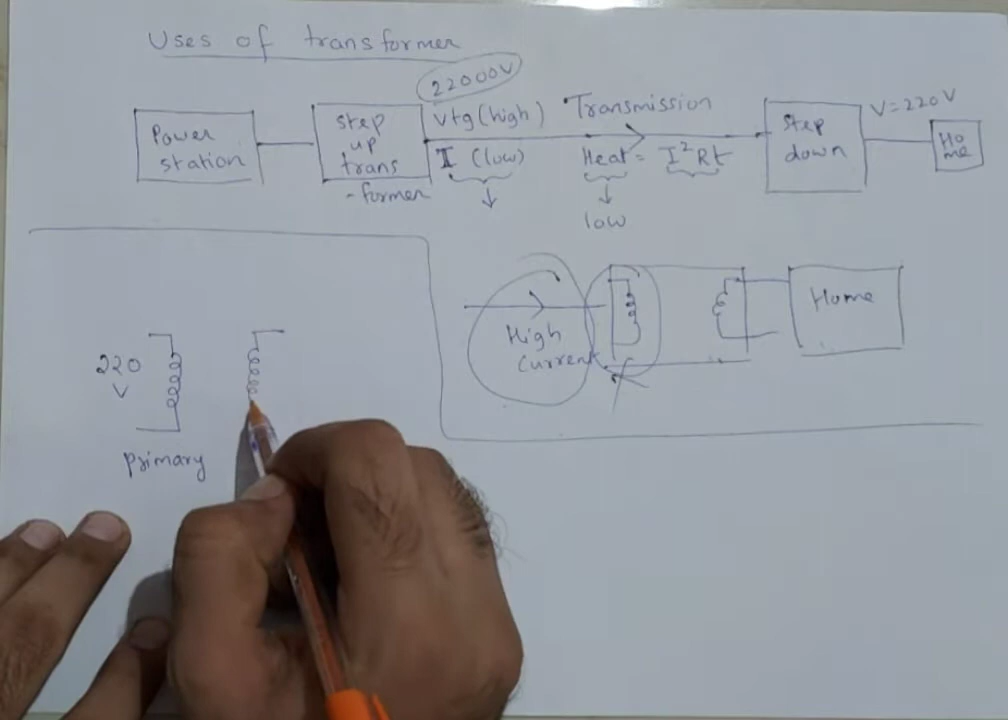 Uses of transformer
22000V
Power station
step up trans-former
Vtg (high)
I (low)
Transmission
Heat = I²Rt
low
Step down
V=220V
Home
220 V
Primary
High Current
Home